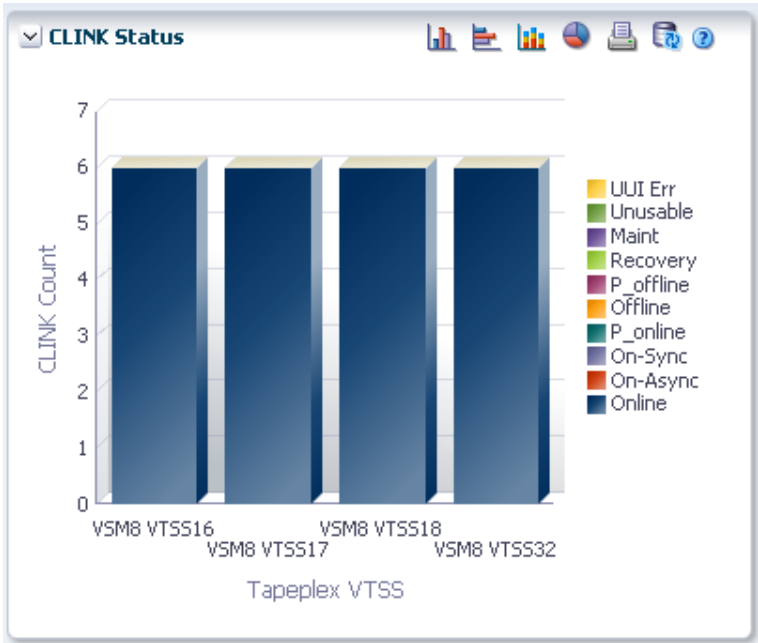 CLINK Status
7
6
5
4
3
2
1
0
CLINK Count
VSM8 VTSS16
VSM8 VTSS17
VSM8 VTSS18
VSM8 VTSS32
Tapeplex VTSS
UUI Err
Unusable
Maint
Recovery
P_offline
Offline
P_online
On-Sync
On-Async
Online
?